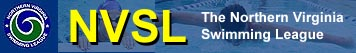 NORTHERN VIRGINIA
SWIMMING LEAGUE
NVSL
The Northern Virginia
Swimming League